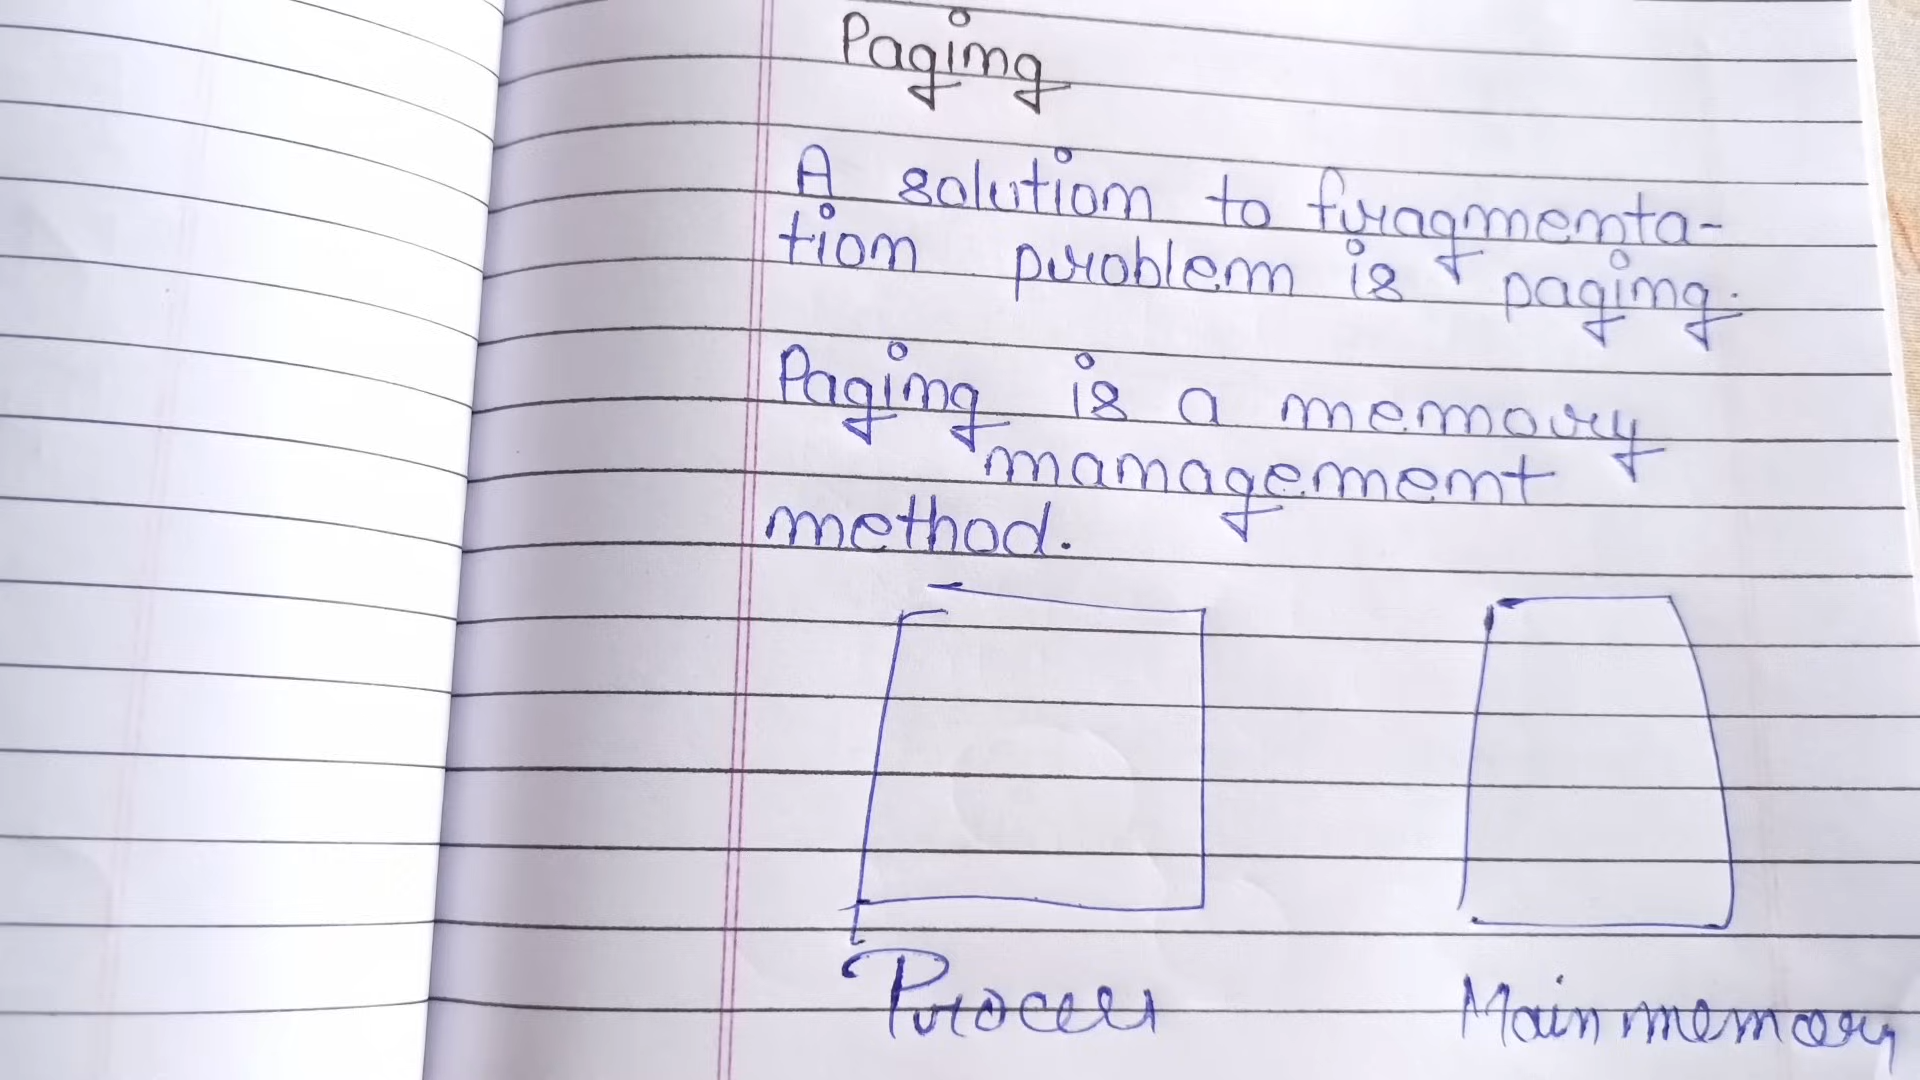 Paging
A solution to fragmenta-
tion problem is paging.
Paging is a memory
management
method.
Process Main memory